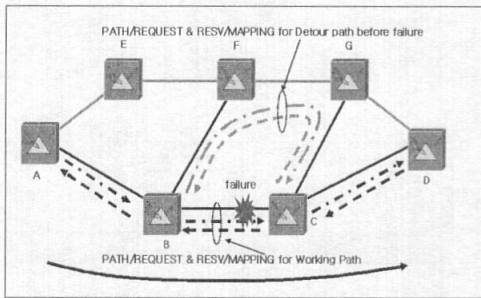 PATH/REQUEST & RESV/MAPPING for Detour path before failure
E
F
G
A
D
failure
B
C
PATH/REQUEST & RESV/MAPPING for Working Path